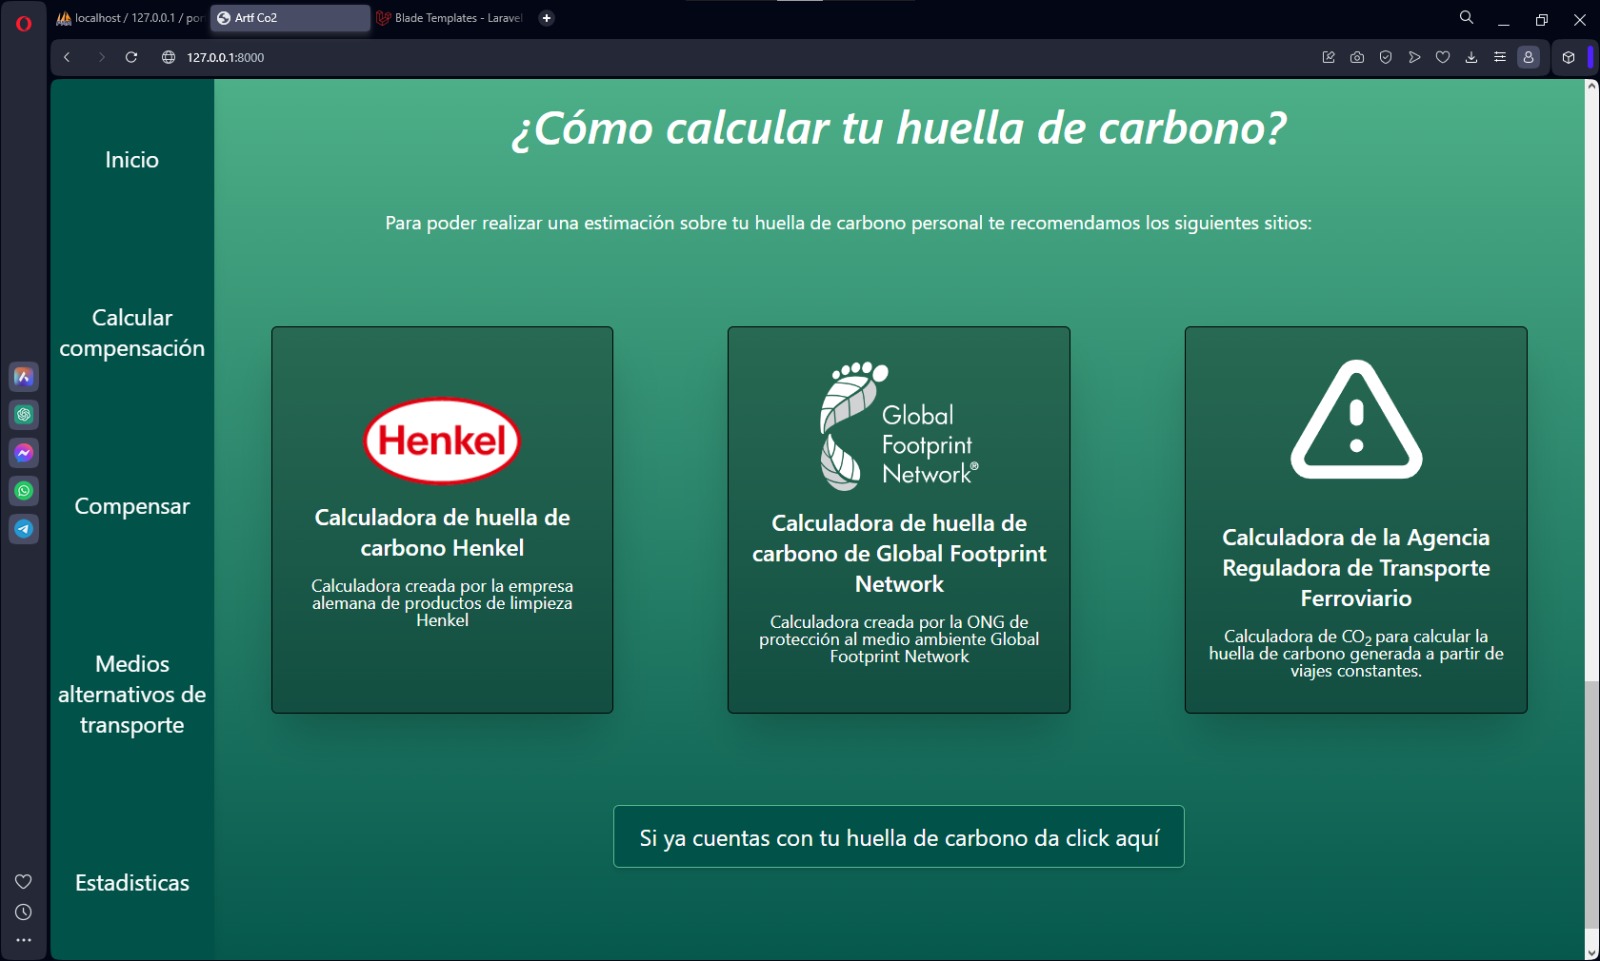 localhost / 127.0.0.1 / por
Artf Co2
Blade Templates - Laravel
127.0.0.1:8000
Inicio
Calcular
compensación
Compensar
Medios
alternativos de
transporte
Estadisticas
¿Cómo calcular tu huella de carbono?
Para poder realizar una estimación sobre tu huella de carbono personal te recomendamos los siguientes sitios:
Henkel
Calculadora de huella de
carbono Henkel
Calculadora creada por la empresa
alemana de productos de limpieza
Henkel
Global
Footprint
Network®
Calculadora de huella de
carbono de Global Footprint
Network
Calculadora creada por la ONG de
protección al medio ambiente Global
Footprint Network
Calculadora de la Agencia
Reguladora de Transporte
Ferroviario
Calculadora de CO₂ para calcular la
huella de carbono generada a partir de
viajes constantes.
Si ya cuentas con tu huella de carbono da click aquí